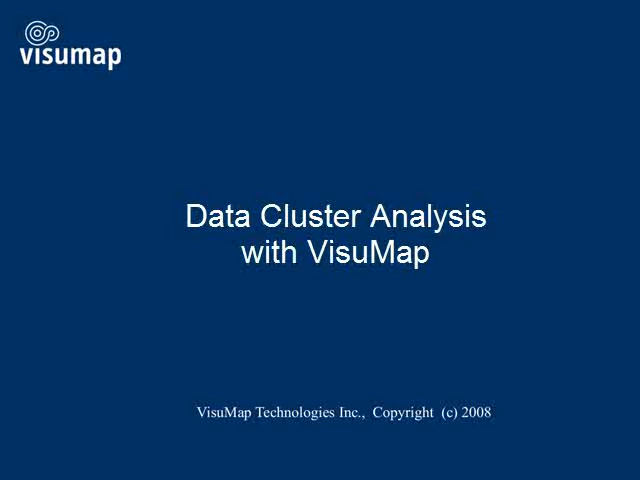 visumap
Data Cluster Analysis
with VisuMap
VisuMap Technologies Inc., Copyright (c) 2008